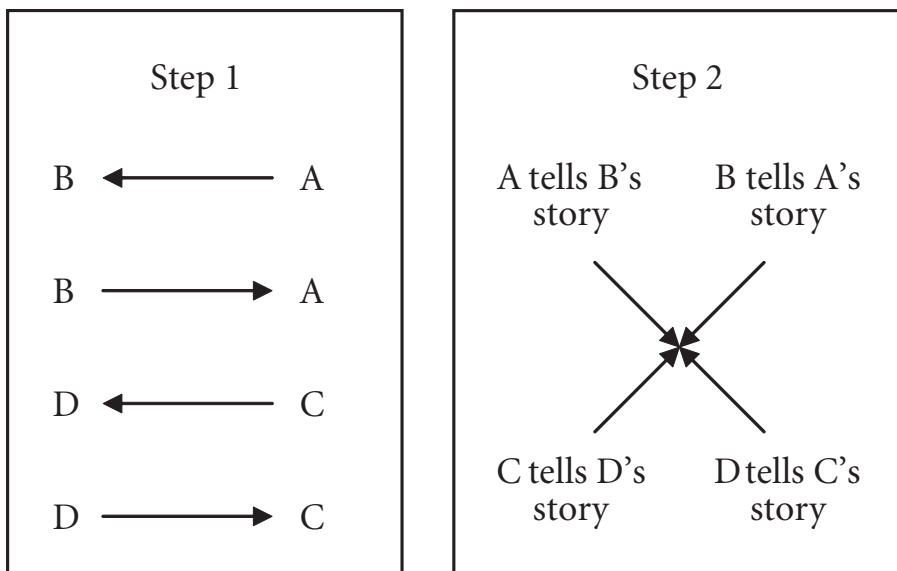 Step 1
B A
B A
D C
D C
Step 2
A tells B’s
story
B tells A’s
story
C tells D’s
story
D tells C’s
story